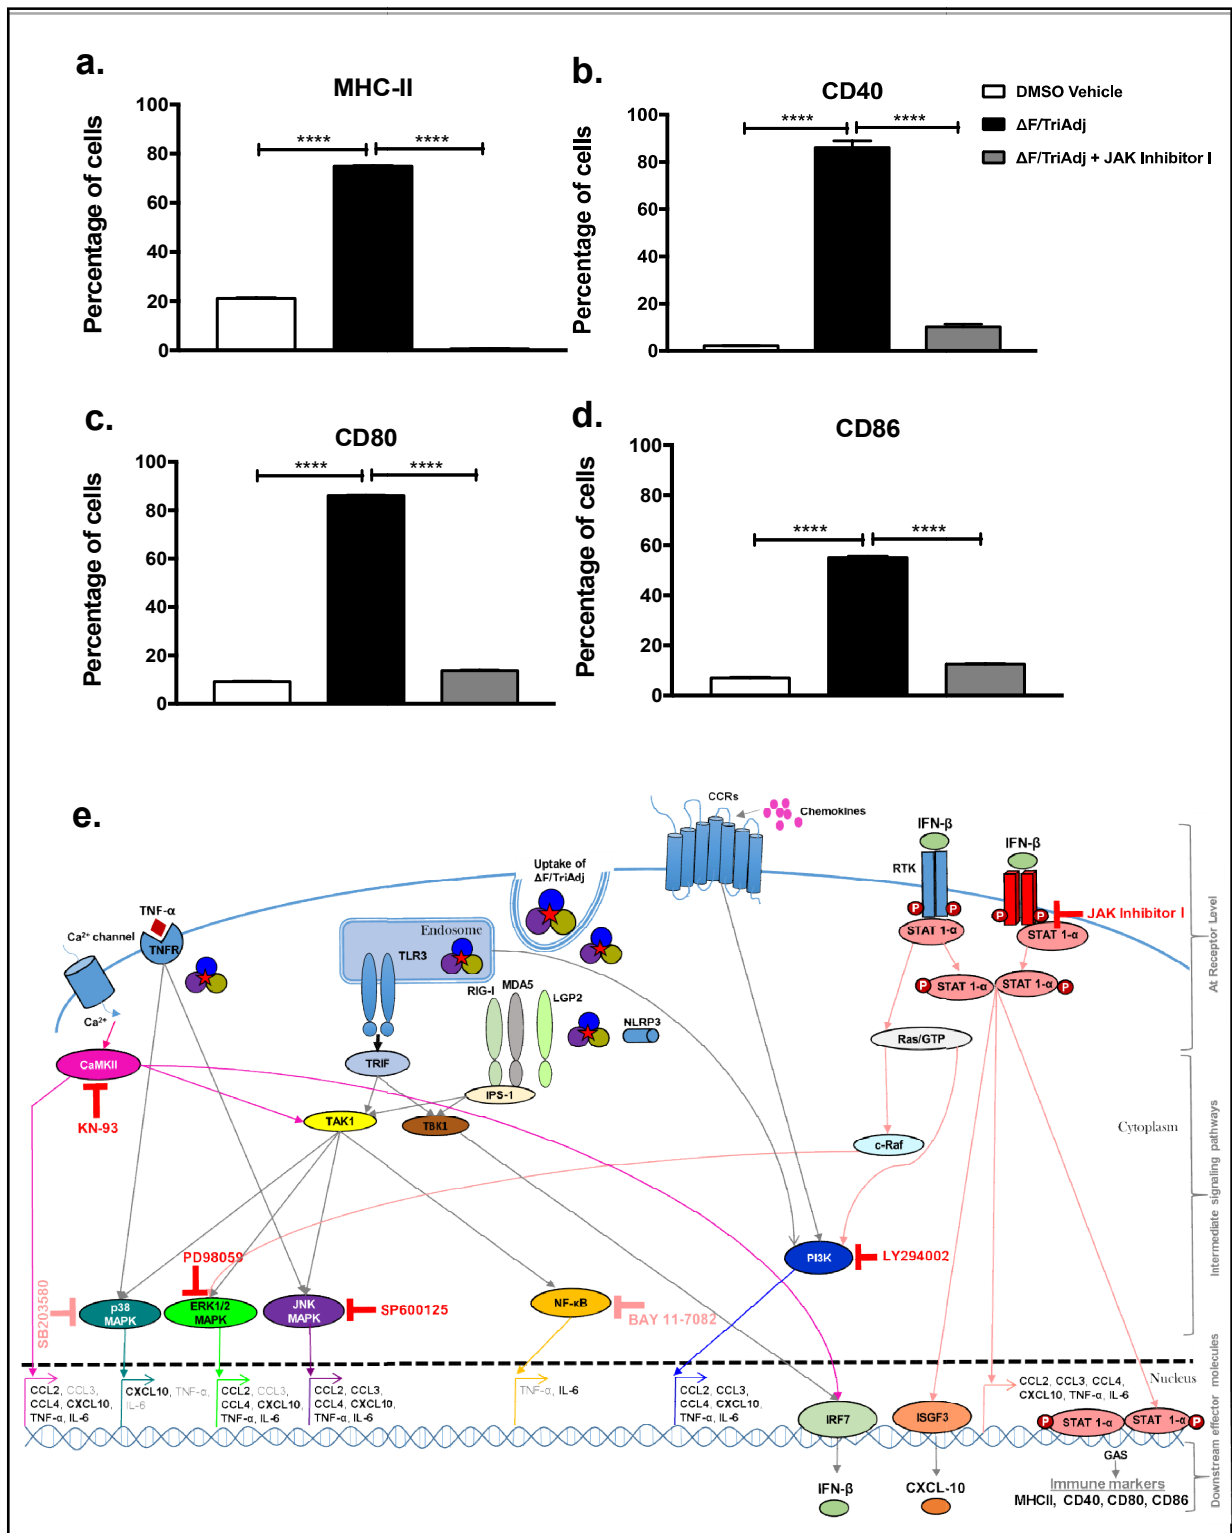 a.
MHC-II
Percentage of cells
100
80
60
40
20
0
****
****
b.
CD40
Percentage of cells
100
80
60
40
20
0
****
****
DMSO Vehicle
ΔF/TriAdj
ΔF/TriAdj + JAK Inhibitor I
c.
CD80
Percentage of cells
100
80
60
40
20
0
****
****
d.
CD86
Percentage of cells
100
80
60
40
20
0
****
****
e.
CCRs
Chemokines
IFN-β
IFN-β
RTK
Uptake of
ΔF/TriAdj
P
P
P
P
JAK Inhibitor I
STAT 1-α
STAT 1-α
TNF-α
TNFR
Ca²⁺ channel
Ca²⁺
Endosome
TLR3
RIG-I
MDA5
LGP2
NLRP3
P
STAT 1-α
STAT 1-α
P
At Receptor Level
CaMKII
KN-93
TRIF
IPS-1
Ras/GTP
TAK1
TBK1
c-Raf
Cytoplasm
Intermediate signaling pathways
PD98059
PI3K
LY294002
SB203580
p38
MAPK
ERK1/2
MAPK
JNK
MAPK
SP600125
NF-κB
BAY 11-7082
Nucleus
CCL2, CCL3,
CCL4, CXCL10,
TNF-α, IL-6
CXCL10, TNF-α,
IL-6
CCL2, CCL3,
CCL4, CXCL10,
TNF-α, IL-6
CCL2, CCL3,
CCL4, CXCL10,
TNF-α, IL-6
TNF-α, IL-6
CCL2, CCL3,
CCL4, CXCL10,
TNF-α, IL-6
CCL2, CCL3, CCL4,
CXCL10, TNF-α, IL-6
IRF7
ISGF3
P
STAT 1-α
STAT 1-α
P
GAS
IFN-β
CXCL-10
Immune markers
MHCII, CD40, CD80, CD86
Downstream effector molecules